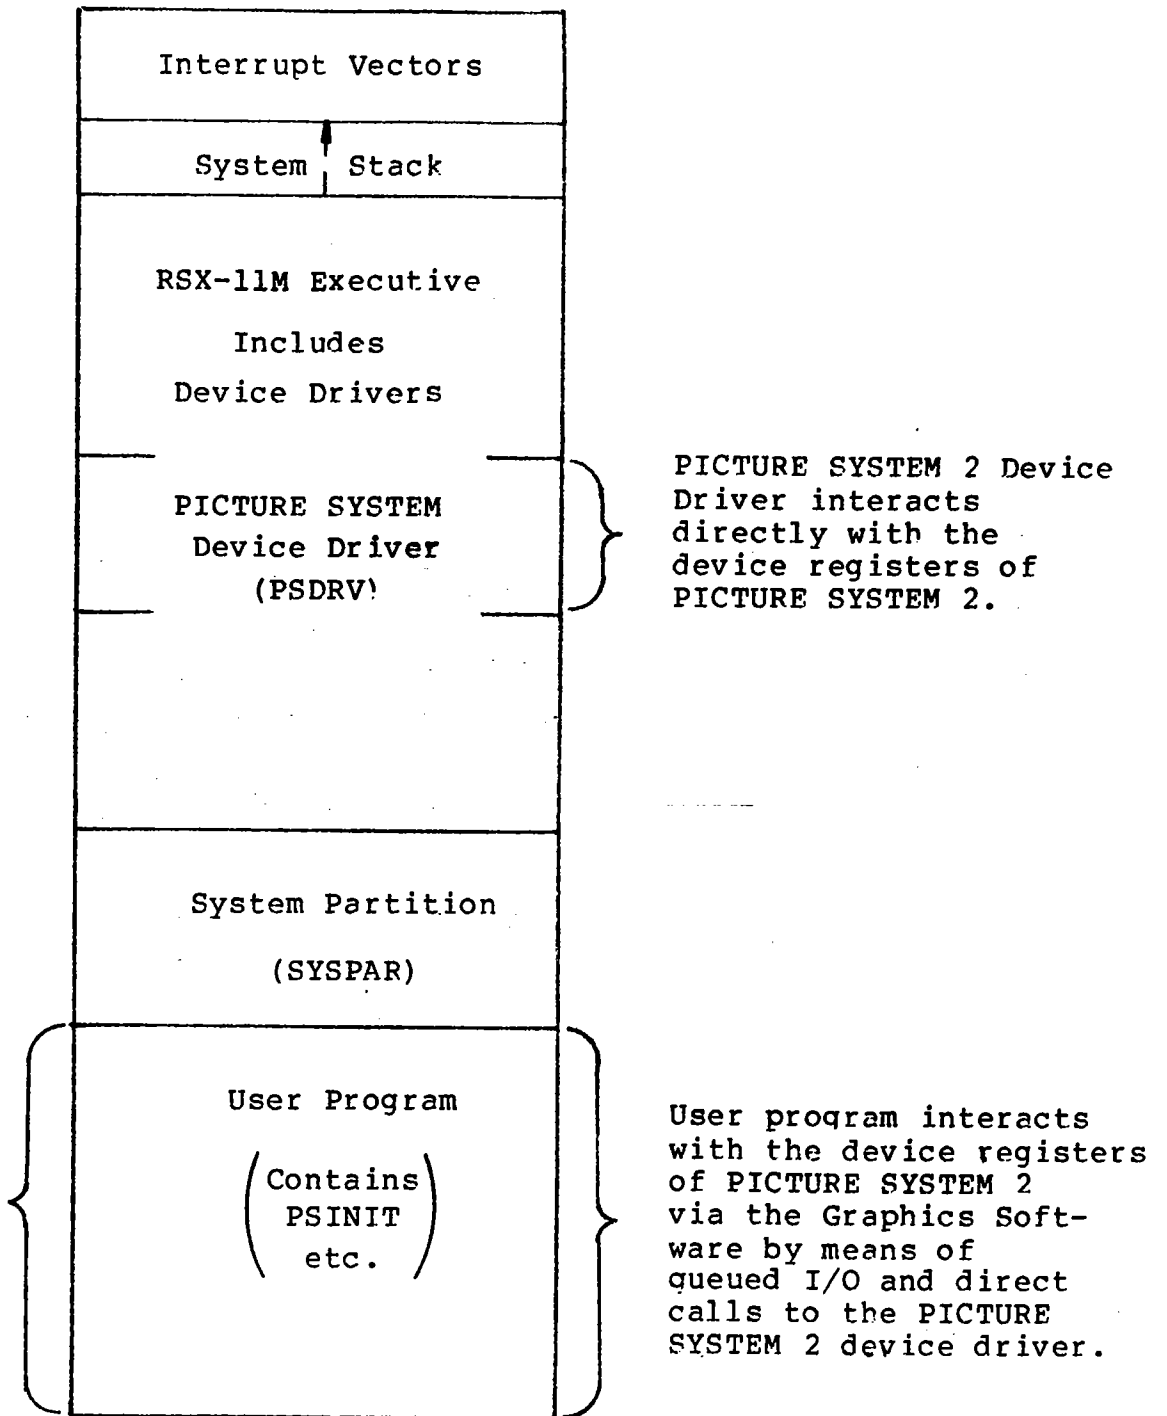 Interrupt Vectors
System Stack
RSX-11M Executive
Includes
Device Drivers
PICTURE SYSTEM
Device Driver
(PSDRV)
PICTURE SYSTEM 2 Device
Driver interacts
directly with the
device registers of
PICTURE SYSTEM 2.
System Partition
(SYSPAR)
User Program
(Contains
PSINIT
etc.)
User program interacts
with the device registers
of PICTURE SYSTEM 2
via the Graphics Soft-
ware by means of
queued I/O and direct
calls to the PICTURE
SYSTEM 2 device driver.